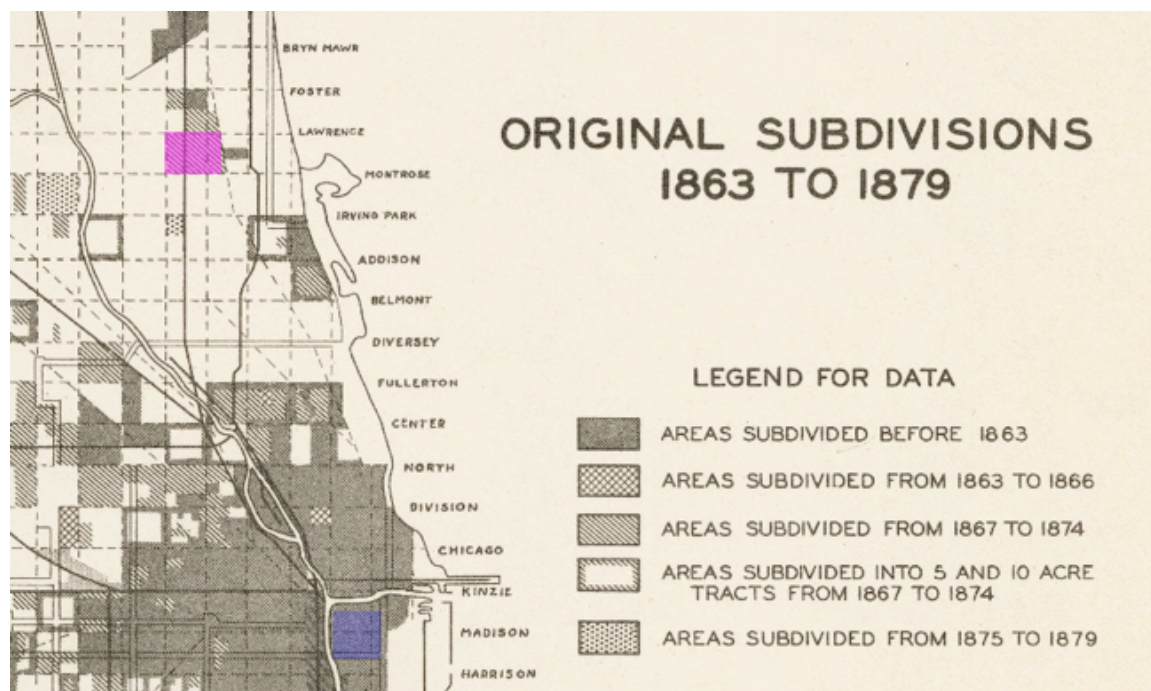 BRYN MAWR
FOSTER
LAWRENCE
MONTROSE
IRVING PARK
ADDISON
BELMONT
DIVERSEY
FULLERTON
CENTER
NORTH
DIVISION
CHICAGO
KINZIE
MADISON
HARRISON
ORIGINAL SUBDIVISIONS
1863 TO 1879
LEGEND FOR DATA
AREAS SUBDIVIDED BEFORE 1863
AREAS SUBDIVIDED FROM 1863 TO 1866
AREAS SUBDIVIDED FROM 1867 TO 1874
AREAS SUBDIVIDED INTO 5 AND 10 ACRE
TRACTS FROM 1867 TO 1874
AREAS SUBDIVIDED FROM 1875 TO 1879